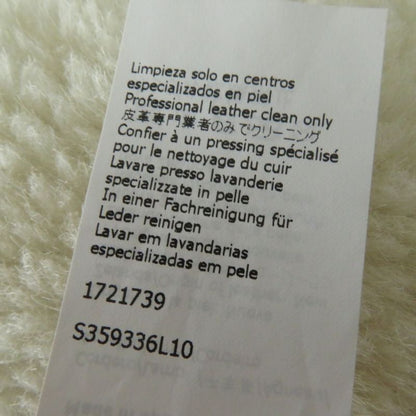 Limpieza solo en centros
especializados en piel
Professional leather clean only
皮革専門業者のみでクリーニング
Confier à un pressing spécialisé
pour le nettoyage du cuir
Lavare presso lavanderie
specializzate in pelle
In einer Fachreinigung für
Leder reinigen
Lavar em lavandarias
especializadas em pele
1721739
S359336L10